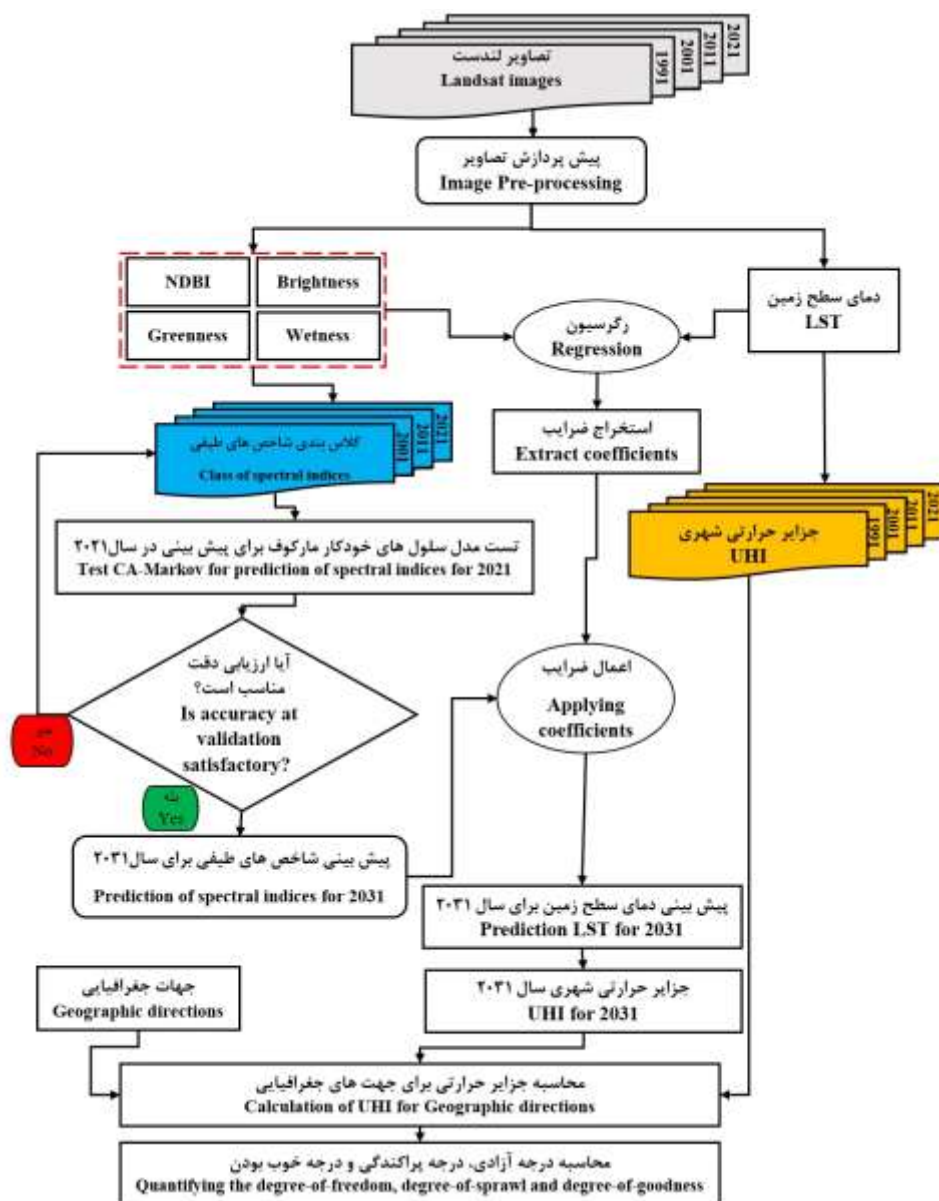 تصاویر لندست
Landsat images
1991
2001
2011
2021
پیش پردازش تصاویر
Image Pre-processing
NDBI
Brightness
Greenness
Wetness
رگرسیون
Regression
دمای سطح زمین
LST
استخراج ضرایب
Extract coefficients
کلاس بندی شاخص های طیفی
Class of spectral indices
2001
2011
2021
جزایر حرارتی شهری
UHI
1991
2001
2011
2021
تست مدل سلول های خودکار مارکوف برای پیش بینی در سال۲۰۲۱
Test CA-Markov for prediction of spectral indices for 2021
آیا ارزیابی دقت
مناسب است؟
Is accuracy at
validation
satisfactory?
اعمال ضرایب
Applying
coefficients
No
بله
Yes
پیش بینی شاخص های طیفی برای سال۲۰۳۱
Prediction of spectral indices for 2031
پیش بینی دمای سطح زمین برای سال ۲۰۳۱
Prediction LST for 2031
جهات جغرافیایی
Geographic directions
جزایر حرارتی شهری سال ۲۰۳۱
UHI for 2031
محاسبه جزایر حرارتی برای جهت های جغرافیایی
Calculation of UHI for Geographic directions
محاسبه درجه آزادی، درجه پراکندگی و درجه خوب بودن
Quantifying the degree-of-freedom, degree-of-sprawl and degree-of-goodness